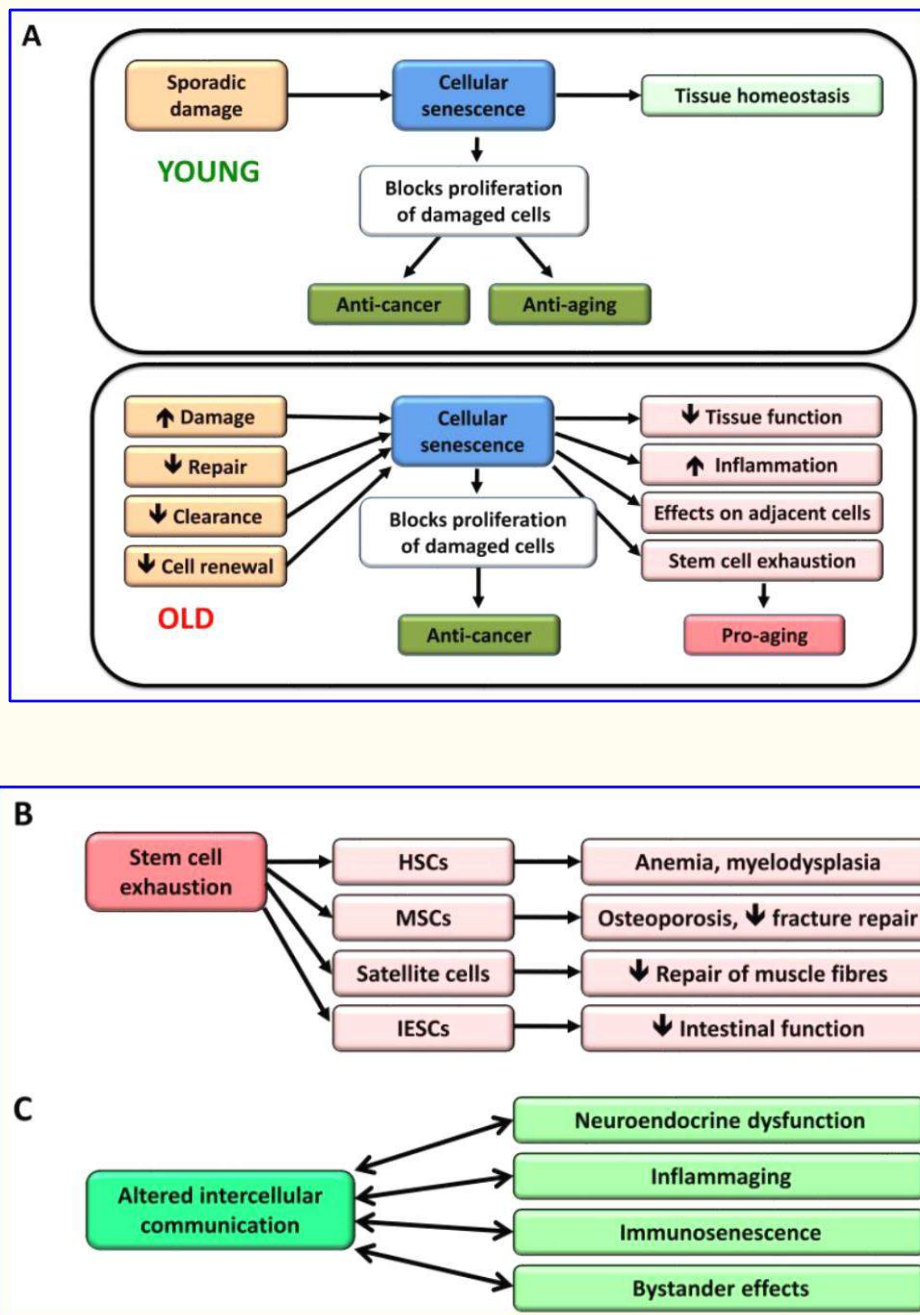 A
Sporadic
damage
Cellular
senescence
Tissue homeostasis
YOUNG
Blocks proliferation
of damaged cells
Anti-cancer
Anti-aging
↑ Damage
↓ Repair
↓ Clearance
↓ Cell renewal
Cellular
senescence
↓ Tissue function
↑ Inflammation
Effects on adjacent cells
Stem cell exhaustion
Blocks proliferation
of damaged cells
OLD
Anti-cancer
Pro-aging
B
Stem cell
exhaustion
HSCs
Anemia, myelodysplasia
MSCs
Osteoporosis, ↓ fracture repair
Satellite cells
↓ Repair of muscle fibres
IESCs
↓ Intestinal function
C
Altered intercellular
communication
Neuroendocrine dysfunction
Inflammaging
Immunosenescence
Bystander effects